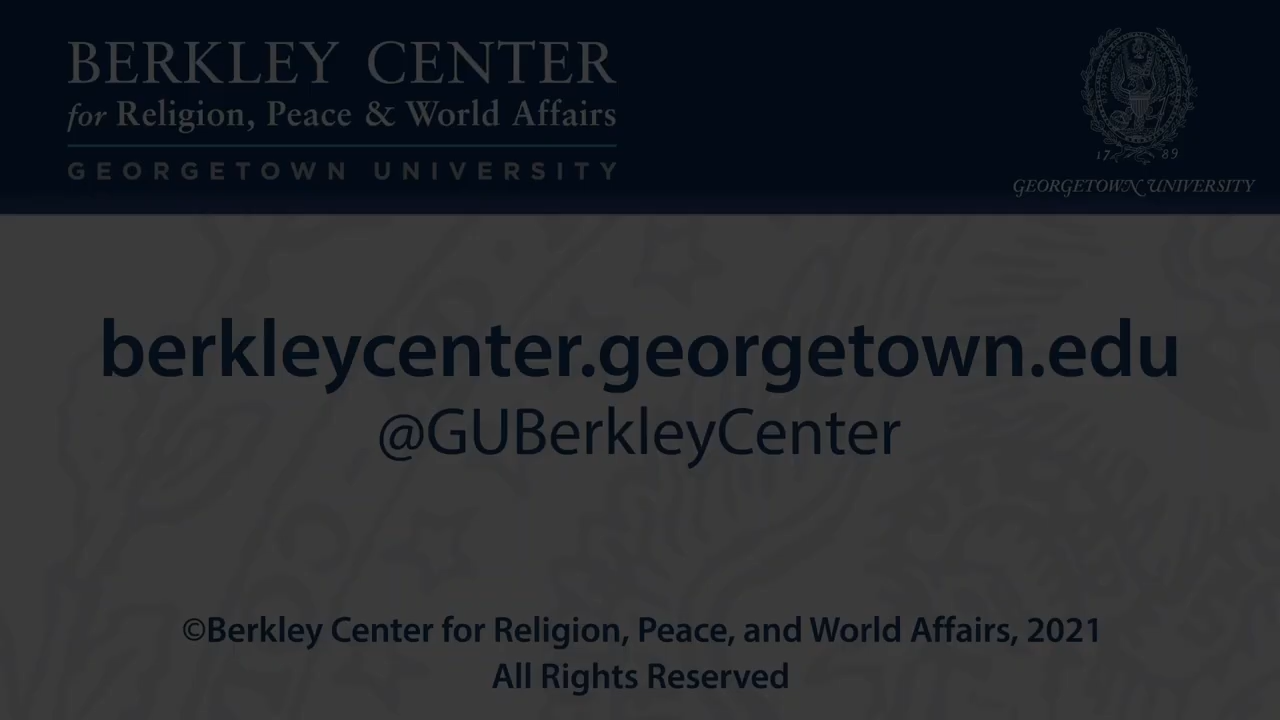 BERKLEY CENTER
for Religion, Peace & World Affairs
GEORGETOWN UNIVERSITY
17 89
GEORGETOWN UNIVERSITY
berkleycenter.georgetown.edu
@GUBerkleyCenter
©Berkley Center for Religion, Peace, and World Affairs, 2021
All Rights Reserved